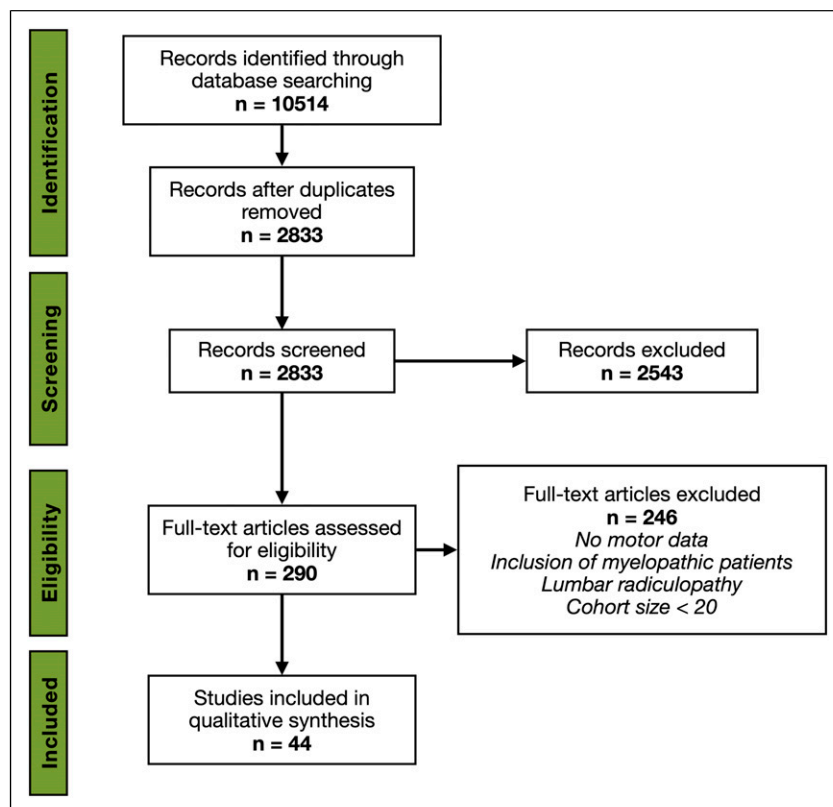 Identification
Records identified through
database searching
n = 10514
Records after duplicates
removed
n = 2833
Screening
Records screened
n = 2833
Records excluded
n = 2543
Eligibility
Full-text articles assessed
for eligibility
n = 290
Full-text articles excluded
n = 246
No motor data
Inclusion of myelopathic patients
Lumbar radiculopathy
Cohort size < 20
Included
Studies included in
qualitative synthesis
n = 44